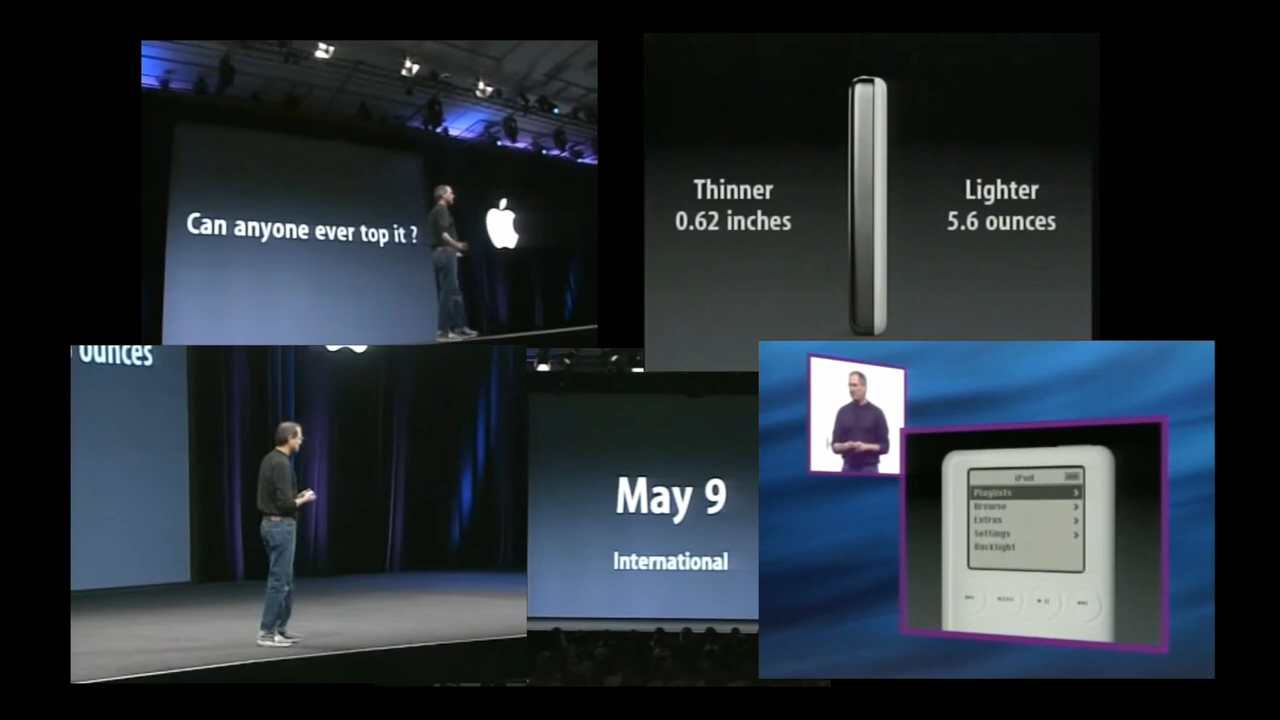 Can anyone ever top it ?
Thinner
0.62 inches
Lighter
5.6 ounces
ounces
May 9
International
iPod
Playlists
Browse
Extras
Settings
Backlight
MENU